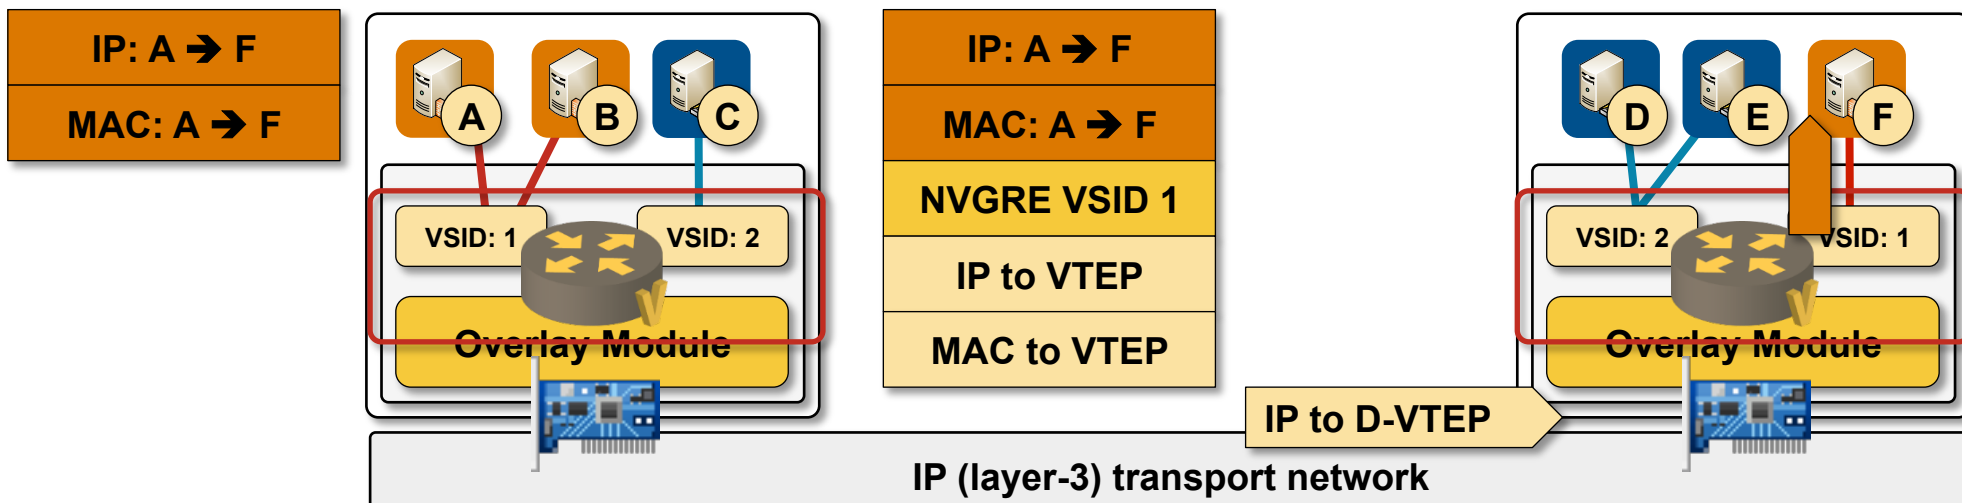 IP: A ➔ F
MAC: A ➔ F
A
B
C
VSID: 1
VSID: 2
Overlay Module
IP: A ➔ F
MAC: A ➔ F
NVGRE VSID 1
IP to VTEP
MAC to VTEP
D
E
F
VSID: 2
VSID: 1
Overlay Module
IP to D-VTEP
IP (layer-3) transport network